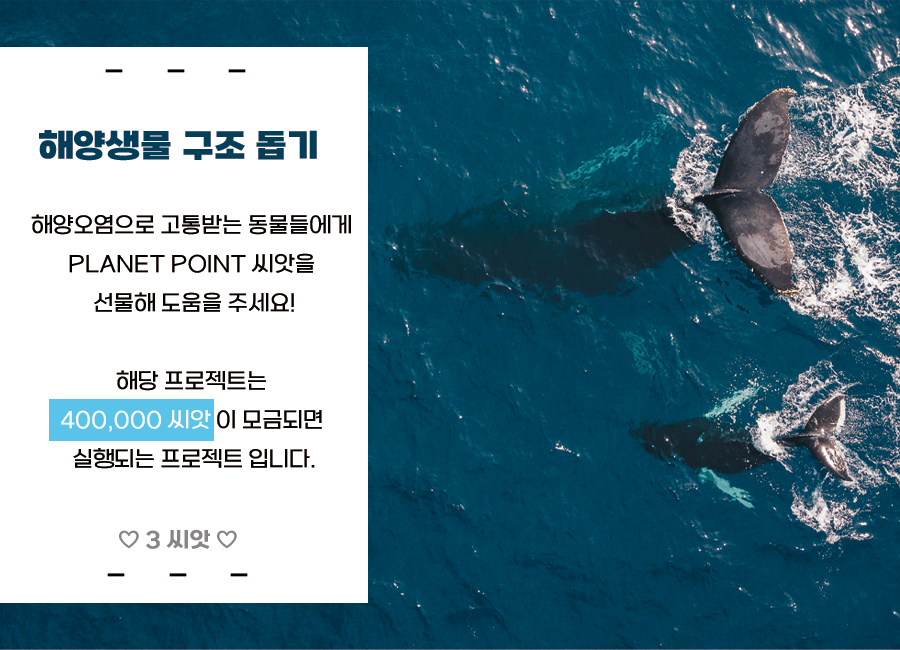 해양생물 구조 돕기
해양오염으로 고통받는 동물들에게
PLANET POINT 씨앗을
선물해 도움을 주세요!
해당 프로젝트는
400,000 씨앗이 모금되면
실행되는 프로젝트 입니다.
♡ 3 씨앗 ♡